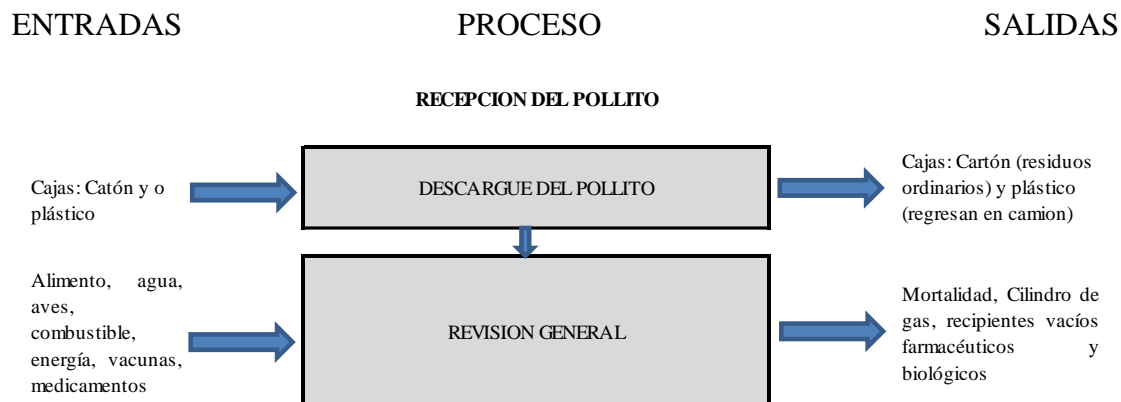 ENTRADAS PROCESO SALIDAS
RECEPCION DEL POLLITO
Cajas: Catón y o
plástico
DESCARGUE DEL POLLITO
Cajas: Cartón (residuos
ordinarios) y plástico
(regresan en camion)
Alimento, agua,
aves,
combustible,
energía, vacunas,
medicamentos
REVISION GENERAL
Mortalidad, Cilindro de
gas, recipientes vacíos
farmacéuticos y
biológicos